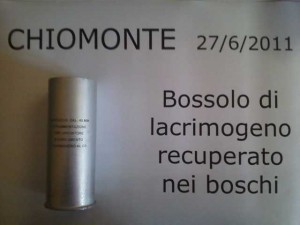 CHIOMONTE 27/6/2011
Bossolo di
lacrimogeno
recuperato
nei boschi